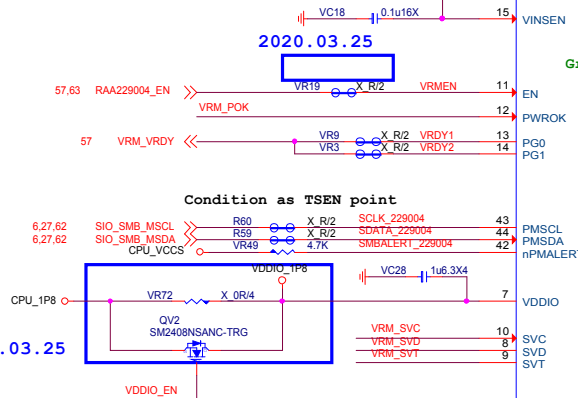 VC18 0.1u16X 15 VINSEN
2020.03.25
57,63 RAA229004_EN VR19 X_R/2 VRMEN 11 EN
VRM_POK 12 PWROK
57 VRM_VRDY VR9 X_R/2 VRDY1 13 PG0
VR3 X_R/2 VRDY2 14 PG1
Condition as TSEN point
6,27,62 SIO_SMB_MSCL R60 X_R/2 SCLK_229004 43 PMSCL
6,27,62 SIO_SMB_MSDA R59 X_R/2 SDATA_229004 44 PMSDA
CPU_VCCS VR49 4.7K SMBALERT_229004 42 nPMALERT
VDDIO_1P8 VC28 1u6.3X4
CPU_1P8 VR72 X_0R/4 7 VDDIO
QV2
SM2408NSANC-TRG
VRM_SVC 10 SVC
.03.25 VRM_SVD 8 SVD
VRM_SVT 9 SVT
VDDIO_EN